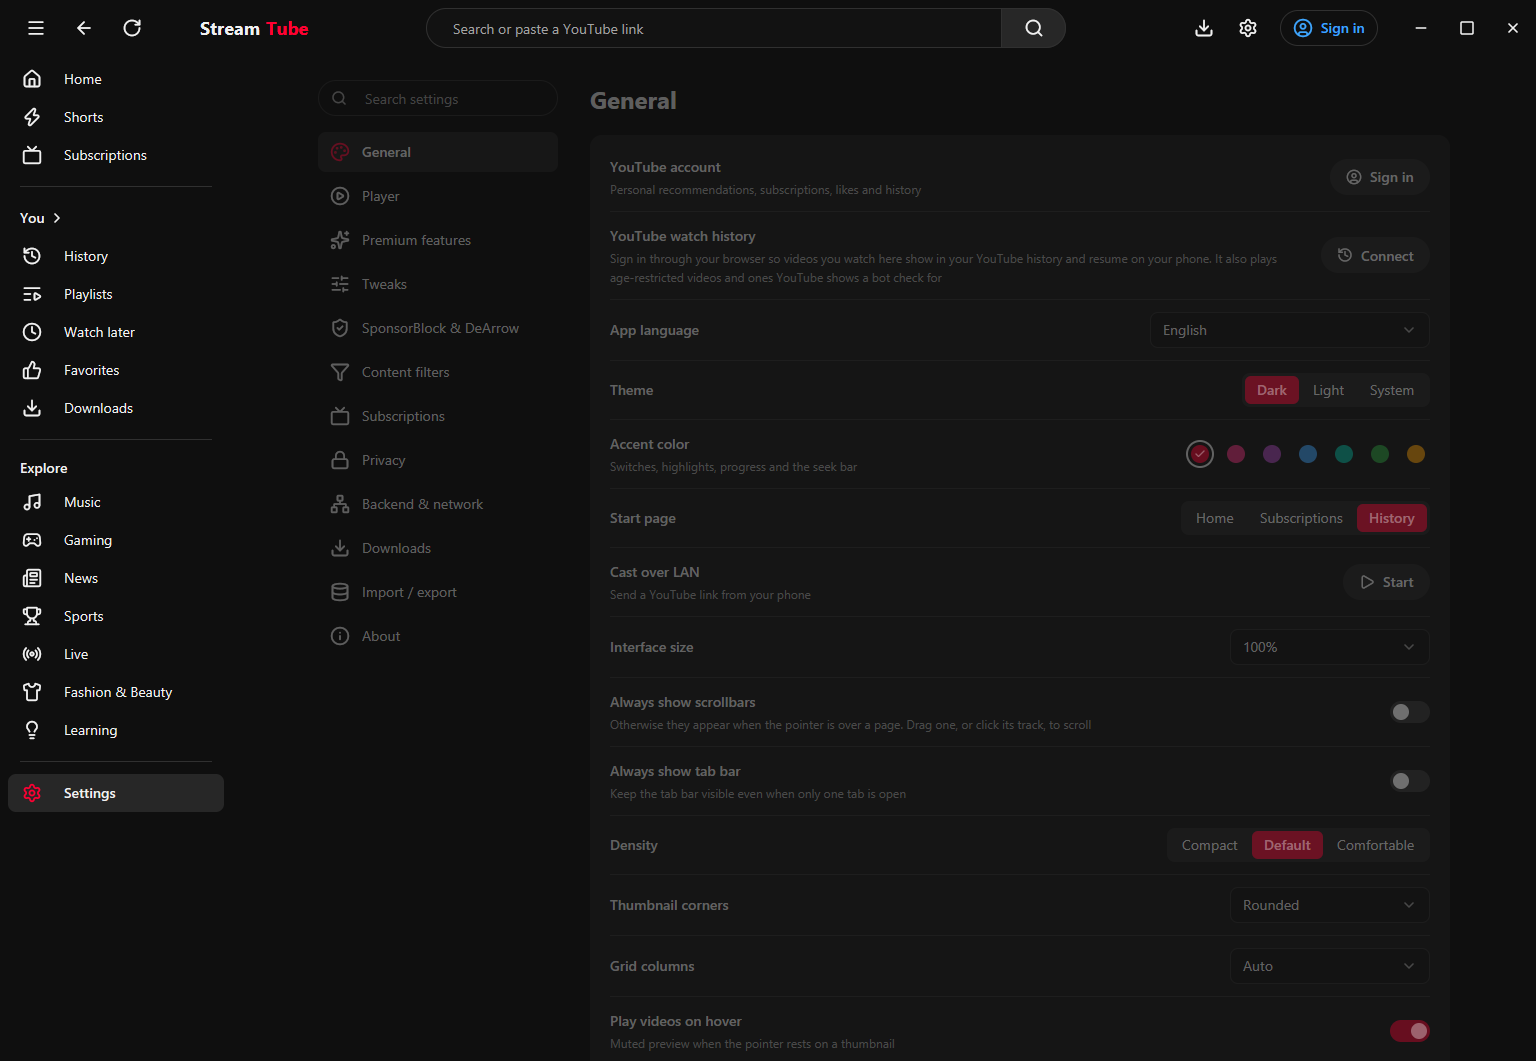 Stream Tube
Search or paste a YouTube link
Sign in
Home
Shorts
Subscriptions
You
History
Playlists
Watch later
Favorites
Downloads
Explore
Music
Gaming
News
Sports
Live
Fashion & Beauty
Learning
Settings
Search settings
General
Player
Premium features
Tweaks
SponsorBlock & DeArrow
Content filters
Subscriptions
Privacy
Backend & network
Downloads
Import / export
About
General
YouTube account
Personal recommendations, subscriptions, likes and history
Sign in
YouTube watch history
Sign in through your browser so videos you watch here show in your YouTube history and resume on your phone. It also plays
age-restricted videos and ones YouTube shows a bot check for
Connect
App language
English
Theme
Dark Light System
Accent color
Switches, highlights, progress and the seek bar
Start page
Home Subscriptions History
Cast over LAN
Send a YouTube link from your phone
Start
Interface size
100%
Always show scrollbars
Otherwise they appear when the pointer is over a page. Drag one, or click its track, to scroll
Always show tab bar
Keep the tab bar visible even when only one tab is open
Density
Compact Default Comfortable
Thumbnail corners
Rounded
Grid columns
Auto
Play videos on hover
Muted preview when the pointer rests on a thumbnail